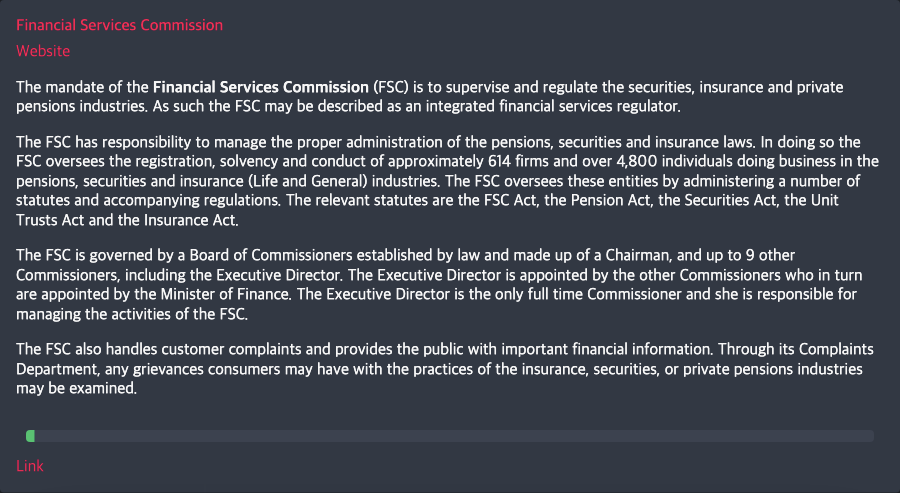 Financial Services Commission
Website
The mandate of the Financial Services Commission (FSC) is to supervise and regulate the securities, insurance and private
pensions industries. As such the FSC may be described as an integrated financial services regulator.
The FSC has responsibility to manage the proper administration of the pensions, securities and insurance laws. In doing so the
FSC oversees the registration, solvency and conduct of approximately 614 firms and over 4,800 individuals doing business in the
pensions, securities and insurance (Life and General) industries. The FSC oversees these entities by administering a number of
statutes and accompanying regulations. The relevant statutes are the FSC Act, the Pension Act, the Securities Act, the Unit
Trusts Act and the Insurance Act.
The FSC is governed by a Board of Commissioners established by law and made up of a Chairman, and up to 9 other
Commissioners, including the Executive Director. The Executive Director is appointed by the other Commissioners who in turn
are appointed by the Minister of Finance. The Executive Director is the only full time Commissioner and she is responsible for
managing the activities of the FSC.
The FSC also handles customer complaints and provides the public with important financial information. Through its Complaints
Department, any grievances consumers may have with the practices of the insurance, securities, or private pensions industries
may be examined.
Link